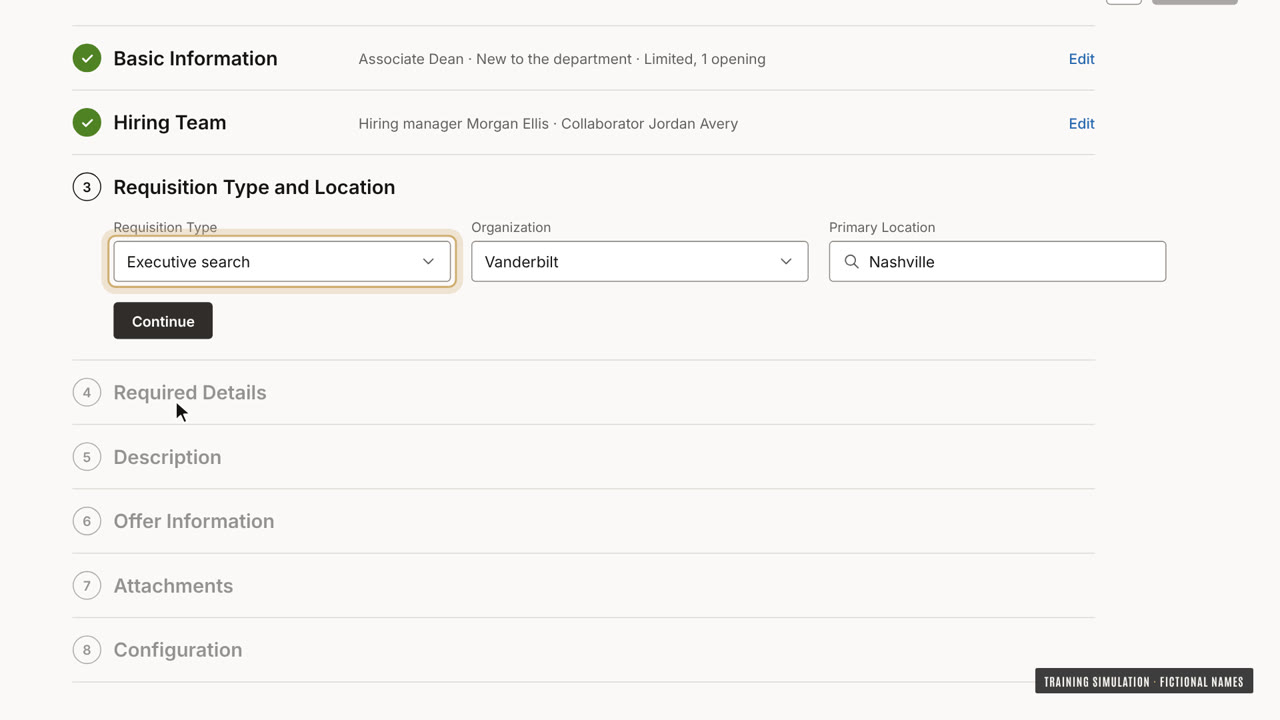 Basic Information
Associate Dean · New to the department · Limited, 1 opening
Edit
Hiring Team
Hiring manager Morgan Ellis · Collaborator Jordan Avery
Edit
3
Requisition Type and Location
Requisition Type
Organization
Primary Location
Executive search
Vanderbilt
Nashville
Continue
4
Required Details
5
Description
6
Offer Information
7
Attachments
8
Configuration
TRAINING SIMULATION · FICTIONAL NAMES